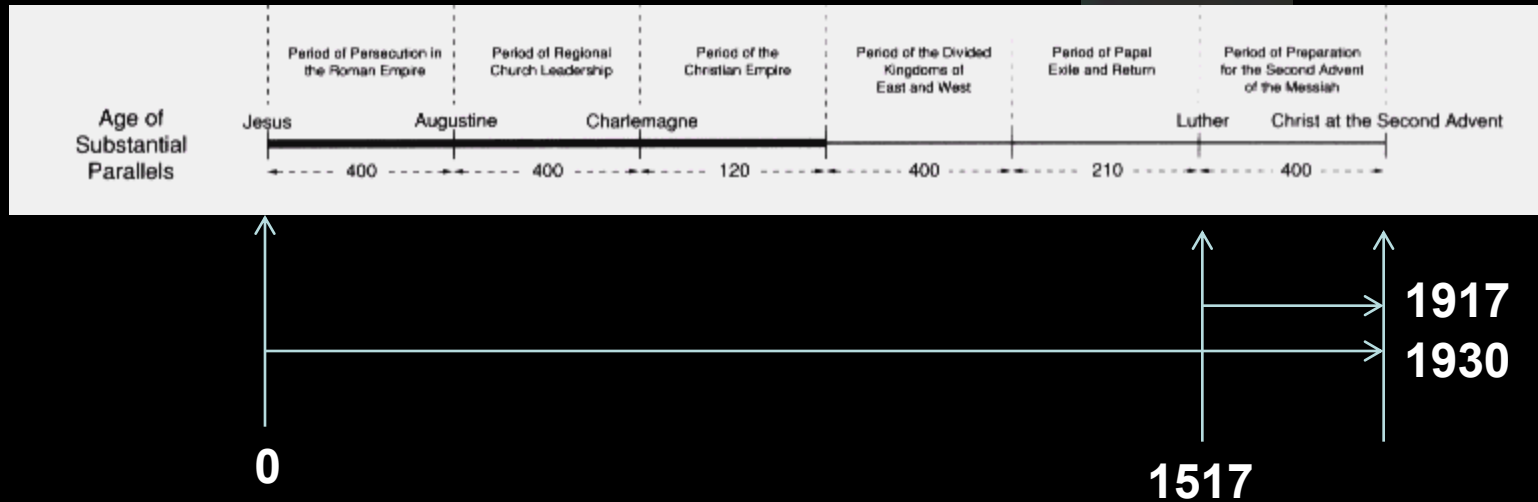 Period of Persecution in
the Roman Empire
Period of Regional
Church Leadership
Period of the
Christian Empire
Period of the Divided
Kingdoms of
East and West
Period of Papal
Exile and Return
Period of Preparation
for the Second Advent
of the Messiah
Age of
Substantial
Parallels
Jesus
Augustine
Charlemagne
Luther
Christ at the Second Advent
400
400
120
400
210
400
1917
1930
0
1517